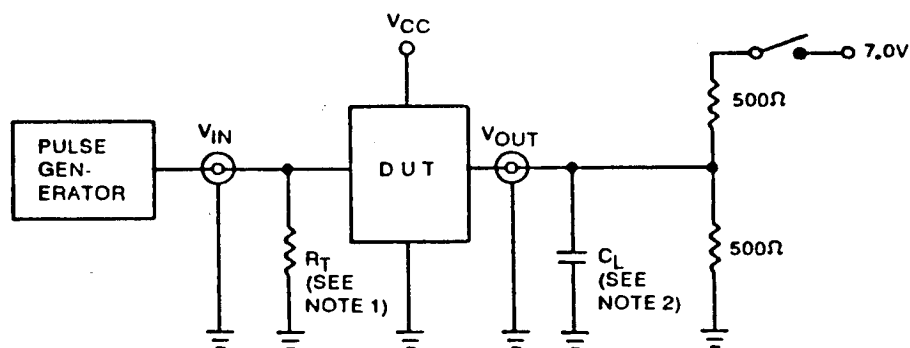 VCC
7.0V
500Ω
PULSE
GEN-
ERATOR
VIN
DUT
VOUT
RT
(SEE
NOTE 1)
CL
(SEE
NOTE 2)
500Ω